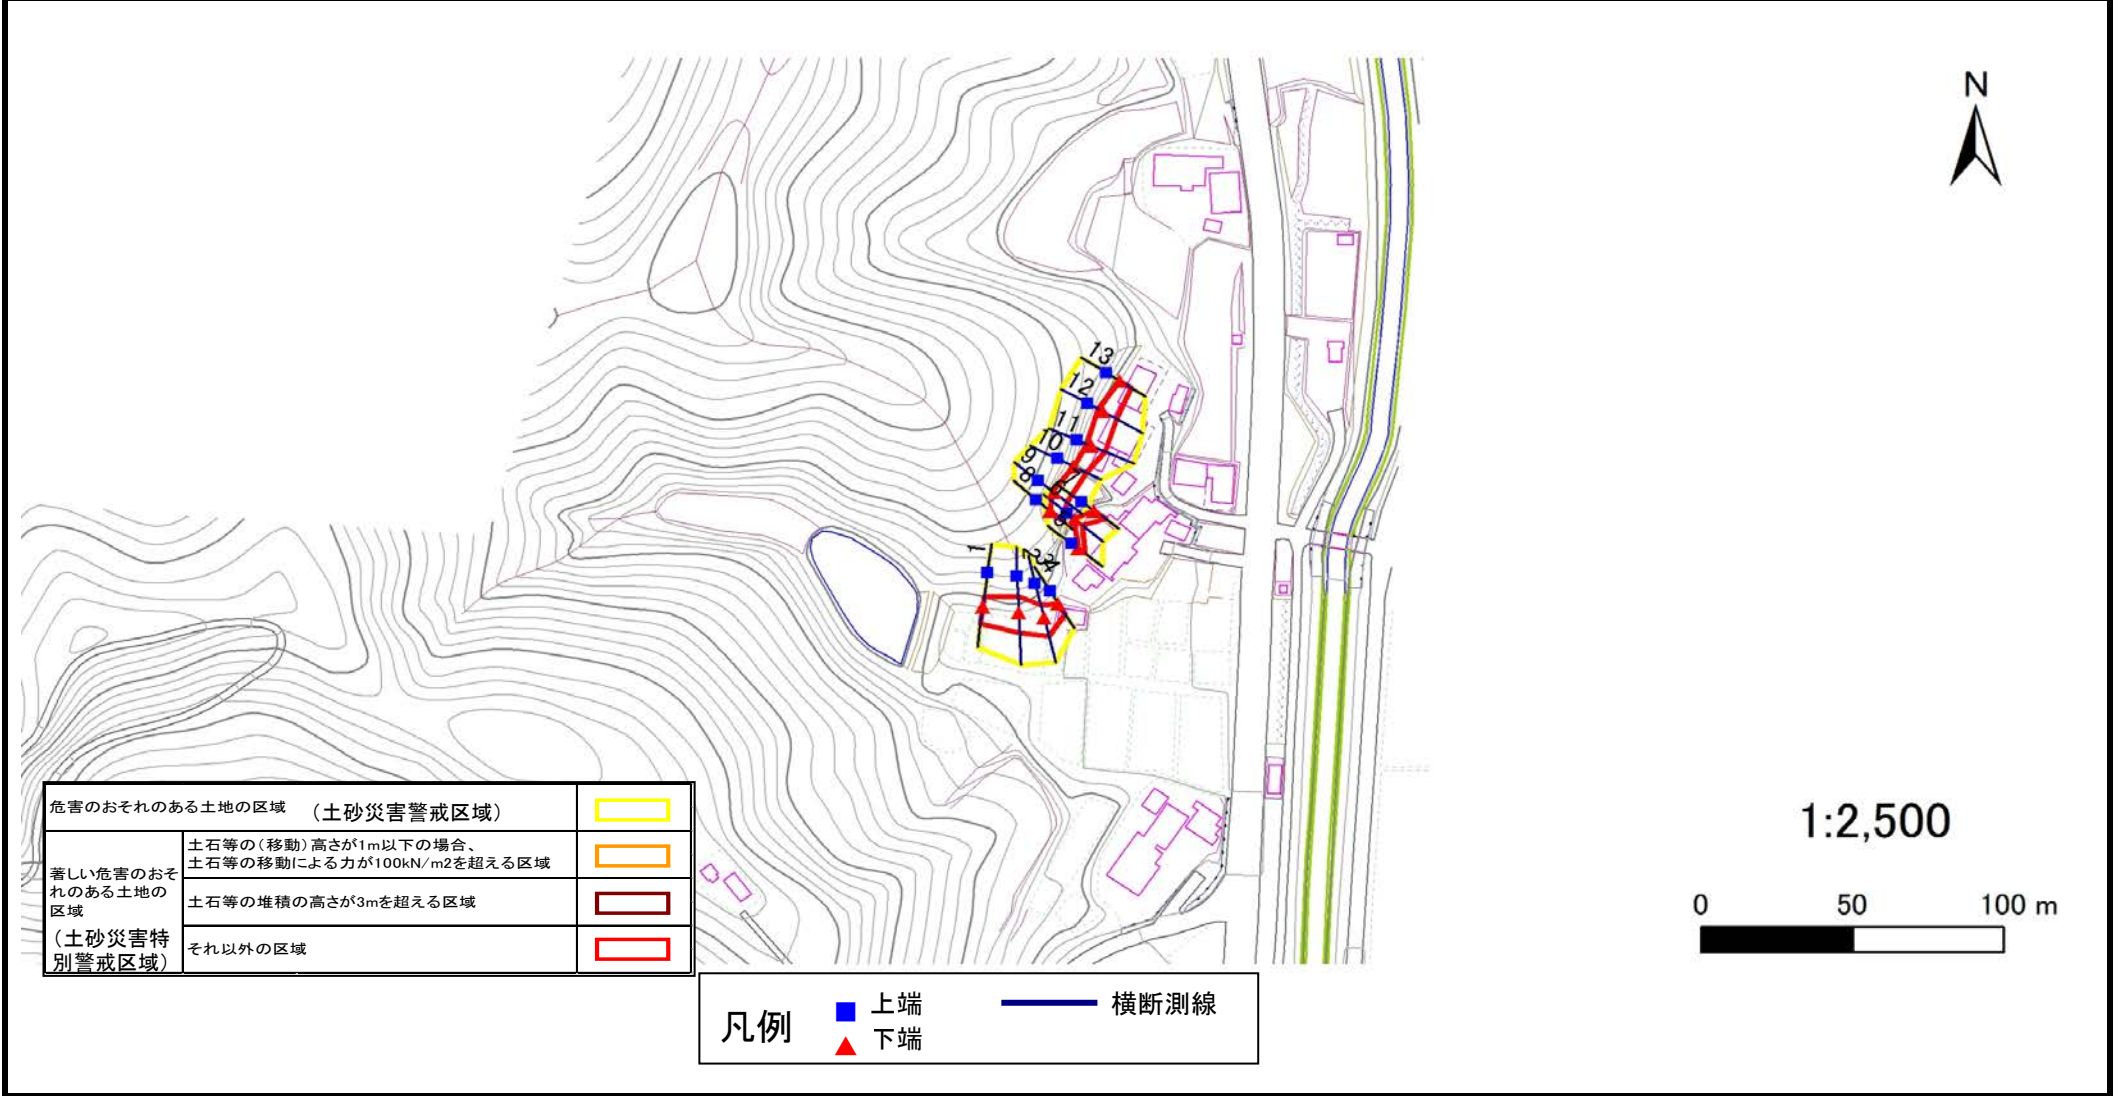 N
13
12
11
10
9
8
7
6
5
1
2
3
4
危害のおそれのある土地の区域 (土砂災害警戒区域)
著しい危害のおそ
れのある土地の
区域
(土砂災害特
別警戒区域)
土石等の(移動)高さが1m以下の場合、
土石等の移動による力が100kN/m2を超える区域
土石等の堆積の高さが3mを超える区域
それ以外の区域
凡例
上端
下端
横断測線
1:2,500
0 50 100 m